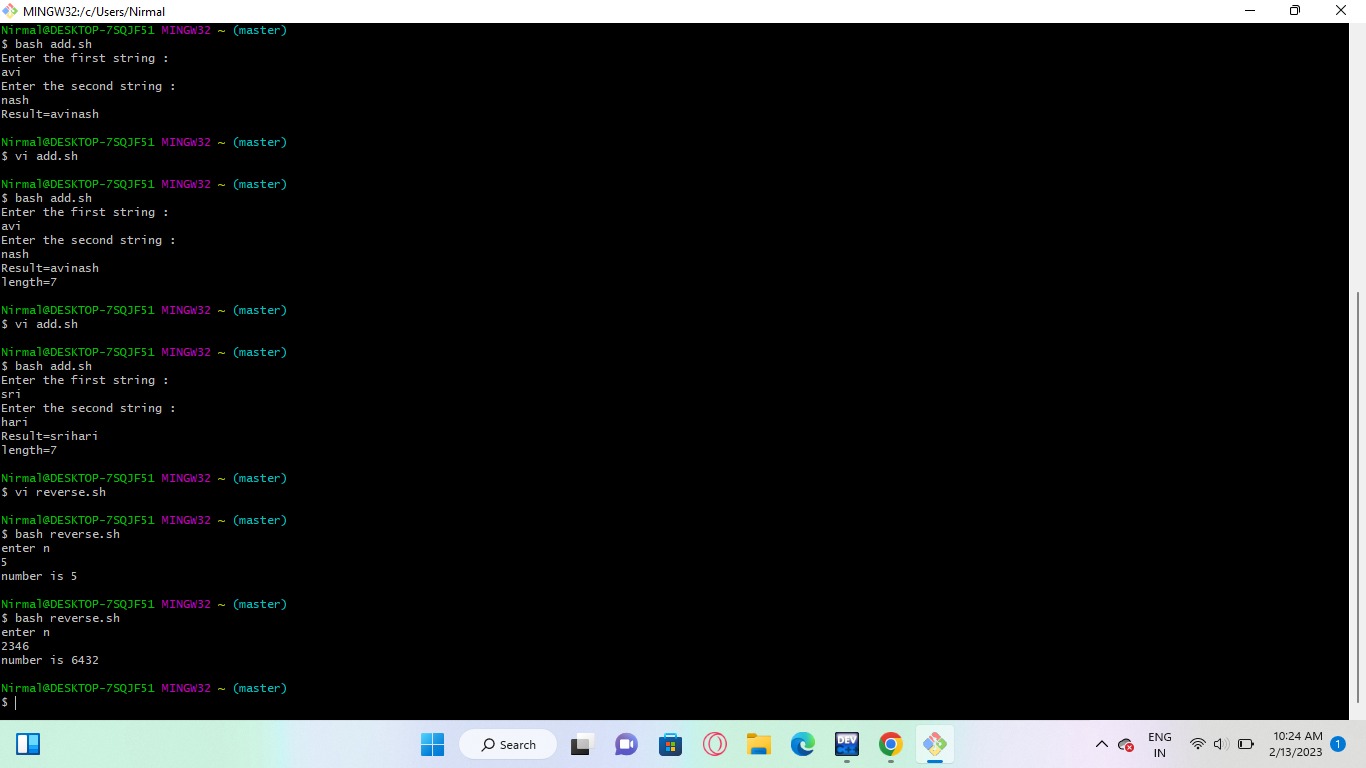 MINGW32:/c/Users/Nirmal
Nirmal@DESKTOP-7SQJF51 MINGW32 ~ (master)
$ bash add.sh
Enter the first string :
avi
Enter the second string :
nash
Result=avinash
Nirmal@DESKTOP-7SQJF51 MINGW32 ~ (master)
$ vi add.sh
Nirmal@DESKTOP-7SQJF51 MINGW32 ~ (master)
$ bash add.sh
Enter the first string :
avi
Enter the second string :
nash
Result=avinash
length=7
Nirmal@DESKTOP-7SQJF51 MINGW32 ~ (master)
$ vi add.sh
Nirmal@DESKTOP-7SQJF51 MINGW32 ~ (master)
$ bash add.sh
Enter the first string :
sri
Enter the second string :
hari
Result=srihari
length=7
Nirmal@DESKTOP-7SQJF51 MINGW32 ~ (master)
$ vi reverse.sh
Nirmal@DESKTOP-7SQJF51 MINGW32 ~ (master)
$ bash reverse.sh
enter n
5
number is 5
Nirmal@DESKTOP-7SQJF51 MINGW32 ~ (master)
$ bash reverse.sh
enter n
2346
number is 6432
Nirmal@DESKTOP-7SQJF51 MINGW32 ~ (master)
$
Search
DEV
ENG
IN
10:24 AM
2/13/2023
1